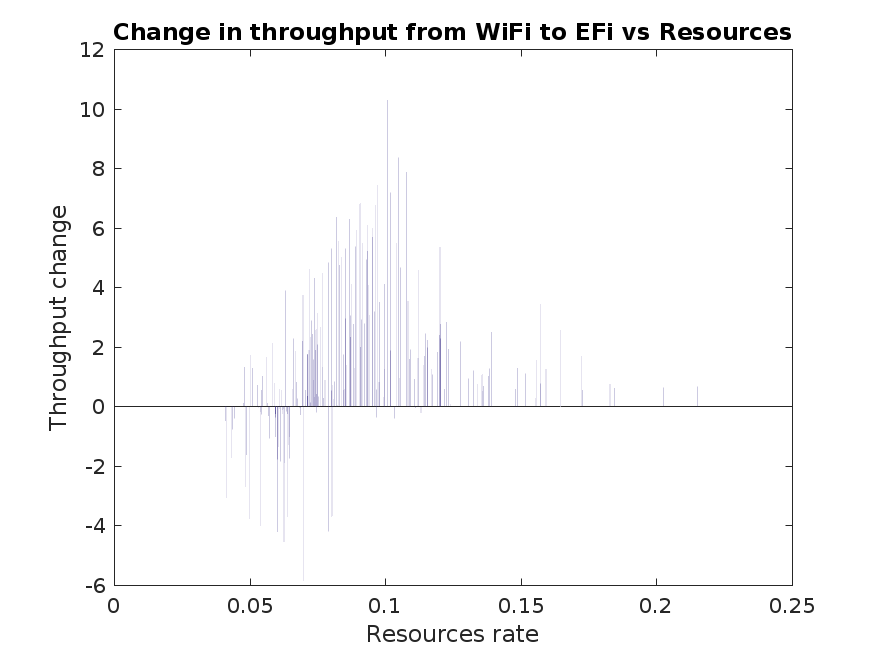 Change in throughput from WiFi to EFi vs Resources
12
10
8
6
4
2
0
-2
-4
-6
Throughput change
0 0.05 0.1 0.15 0.2 0.25
Resources rate